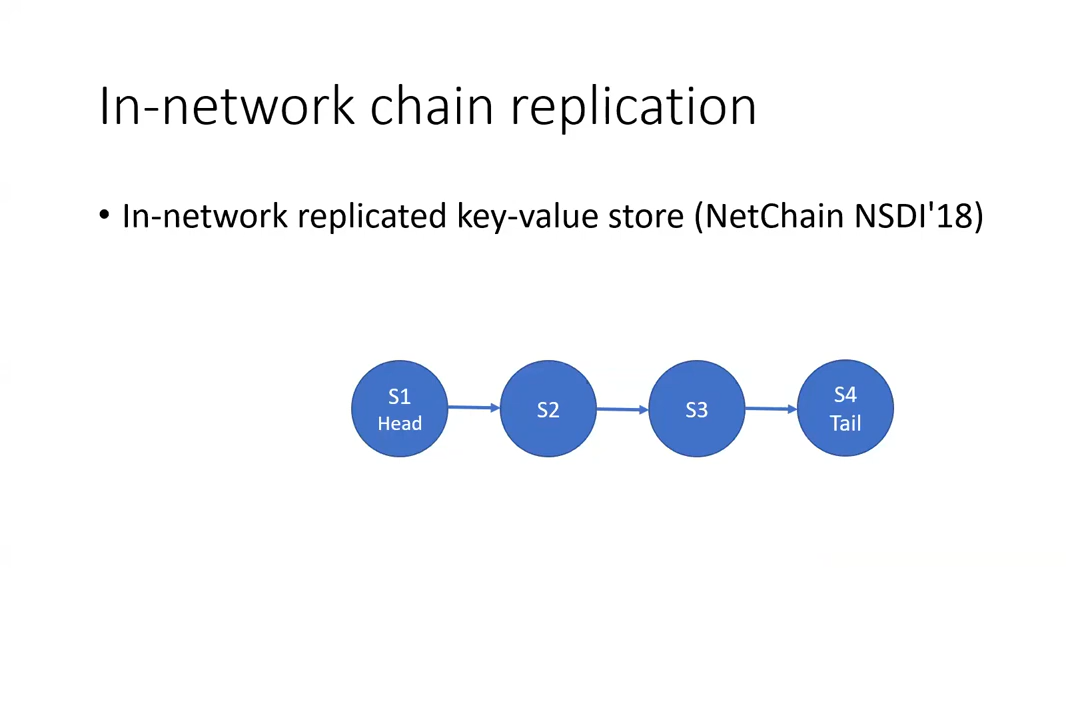 In-network chain replication
• In-network replicated key-value store (NetChain NSDI'18)
S1
Head
S2
S3
S4
Tail